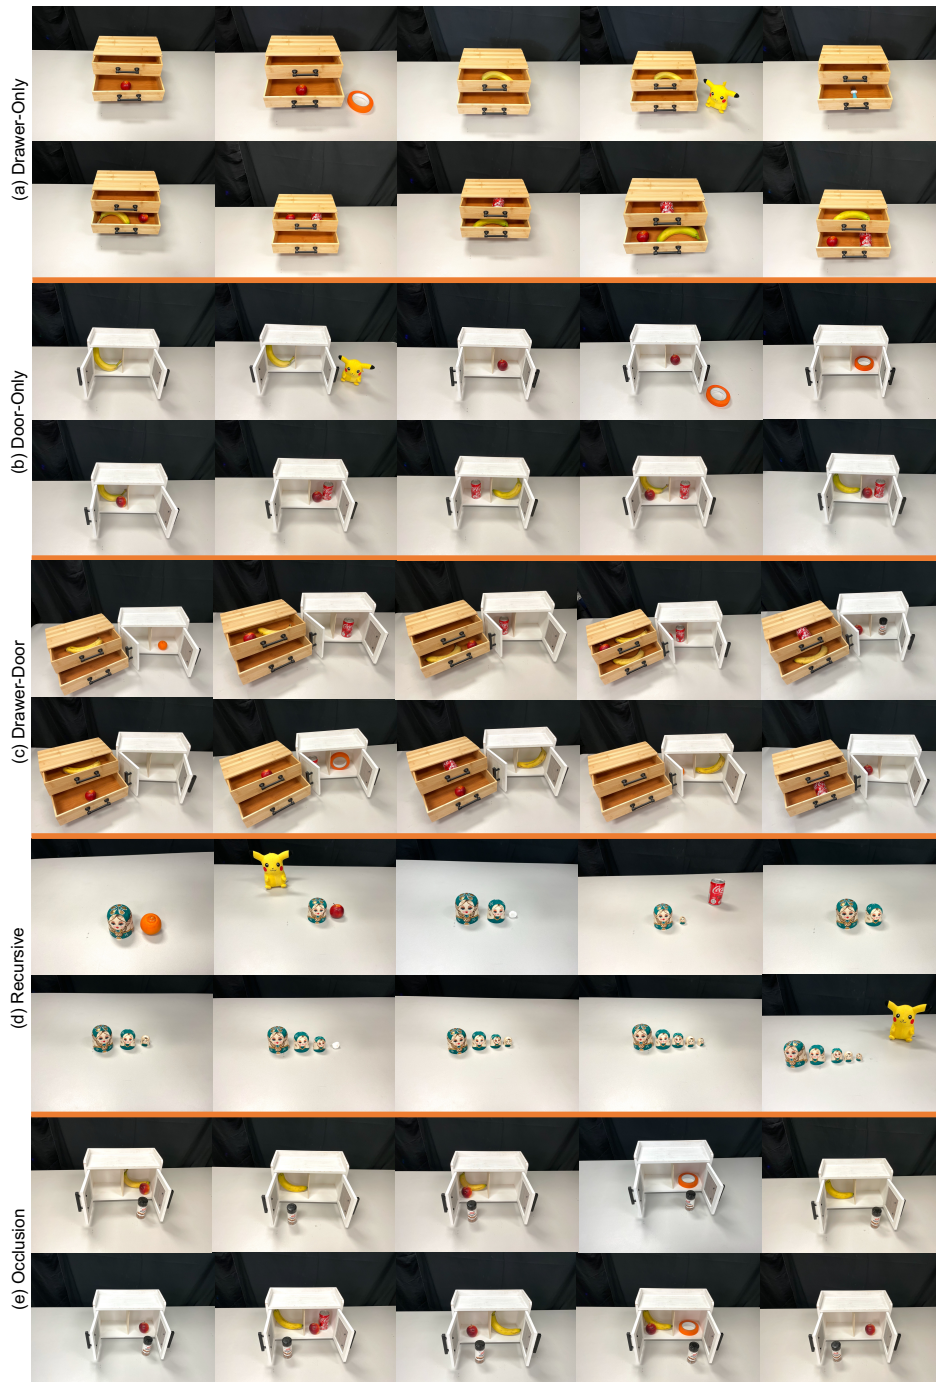 (a) Drawer-Only
(b) Door-Only
(c) Drawer-Door
(d) Recursive
(e) Occlusion